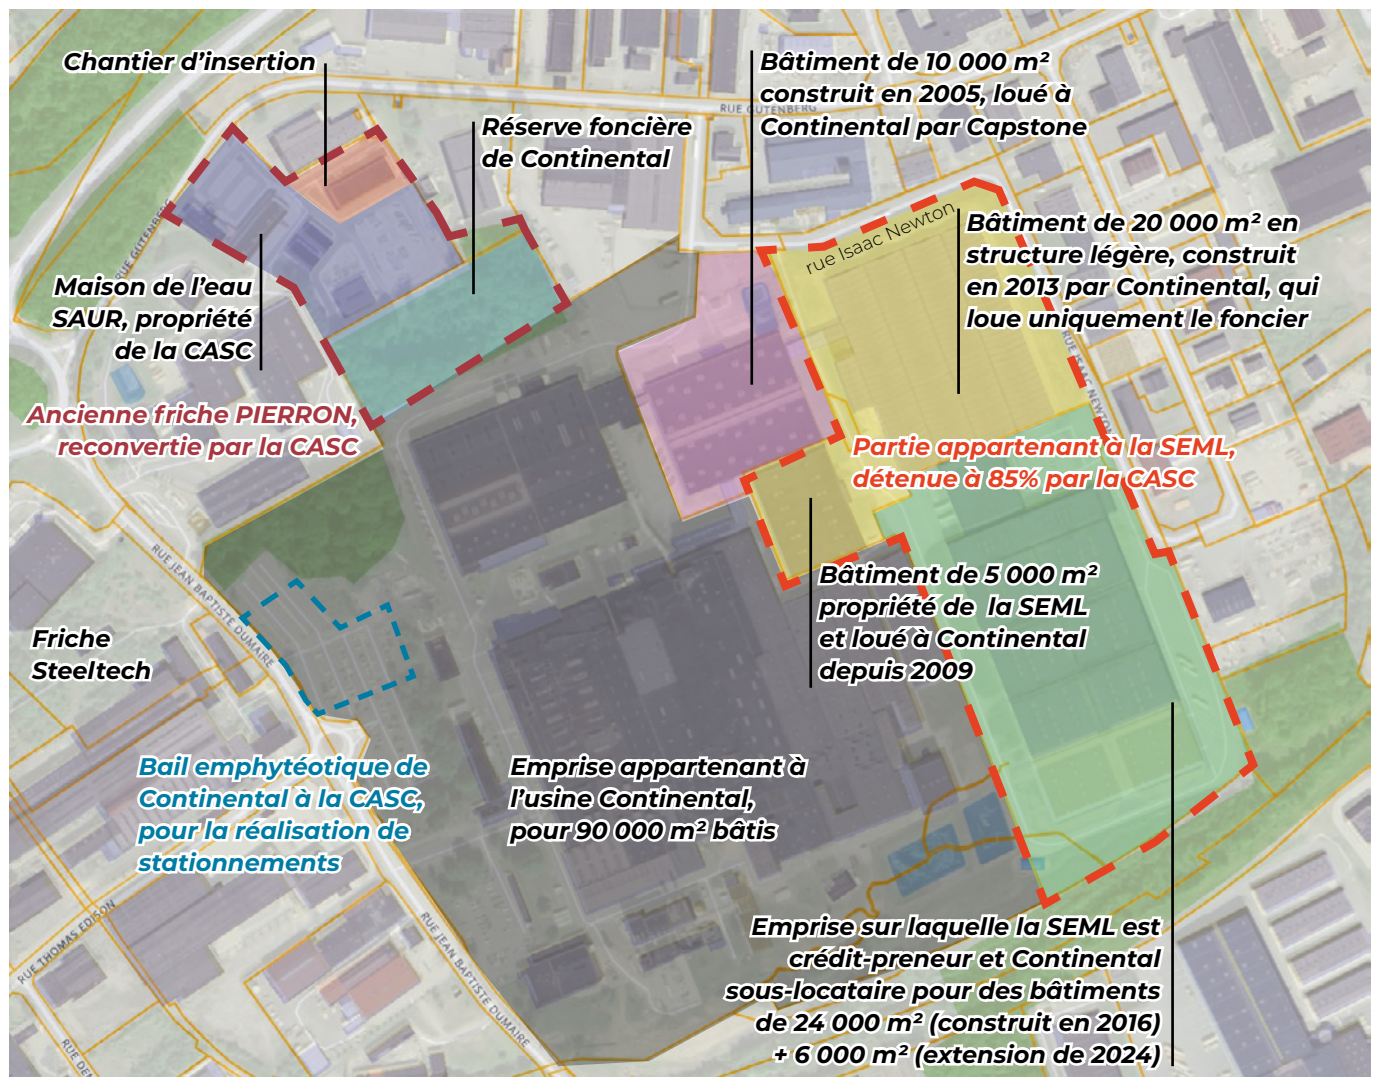 Chantier d'insertion
Bâtiment de 10 000 m²
construit en 2005, loué à
Continental par Capstone
RUE GUTENBERG
Réserve foncière
de Continental
RUE GUTENBERG
rue Isaac Newton
Bâtiment de 20 000 m² en
structure légère, construit
en 2013 par Continental, qui
loue uniquement le foncier
Maison de l'eau
SAUR, propriété
de la CASC
RUE ISAAC NEWTON
Ancienne friche PIERRON,
reconvertie par la CASC
Partie appartenant à la SEML,
détenue à 85% par la CASC
RUE JEAN BAPTISTE DUMAIRE
Bâtiment de 5 000 m²
propriété de la SEML
et loué à Continental
depuis 2009
Friche
Steeltech
Bail emphytéotique de
Continental à la CASC,
pour la réalisation de
stationnements
Emprise appartenant à
l'usine Continental,
pour 90 000 m² bâtis
RUE THOMAS EDISON
RUE JEAN BAPTISTE DUMAIRE
Emprise sur laquelle la SEML est
crédit-preneur et Continental
sous-locataire pour des bâtiments
de 24 000 m² (construit en 2016)
+ 6 000 m² (extension de 2024)